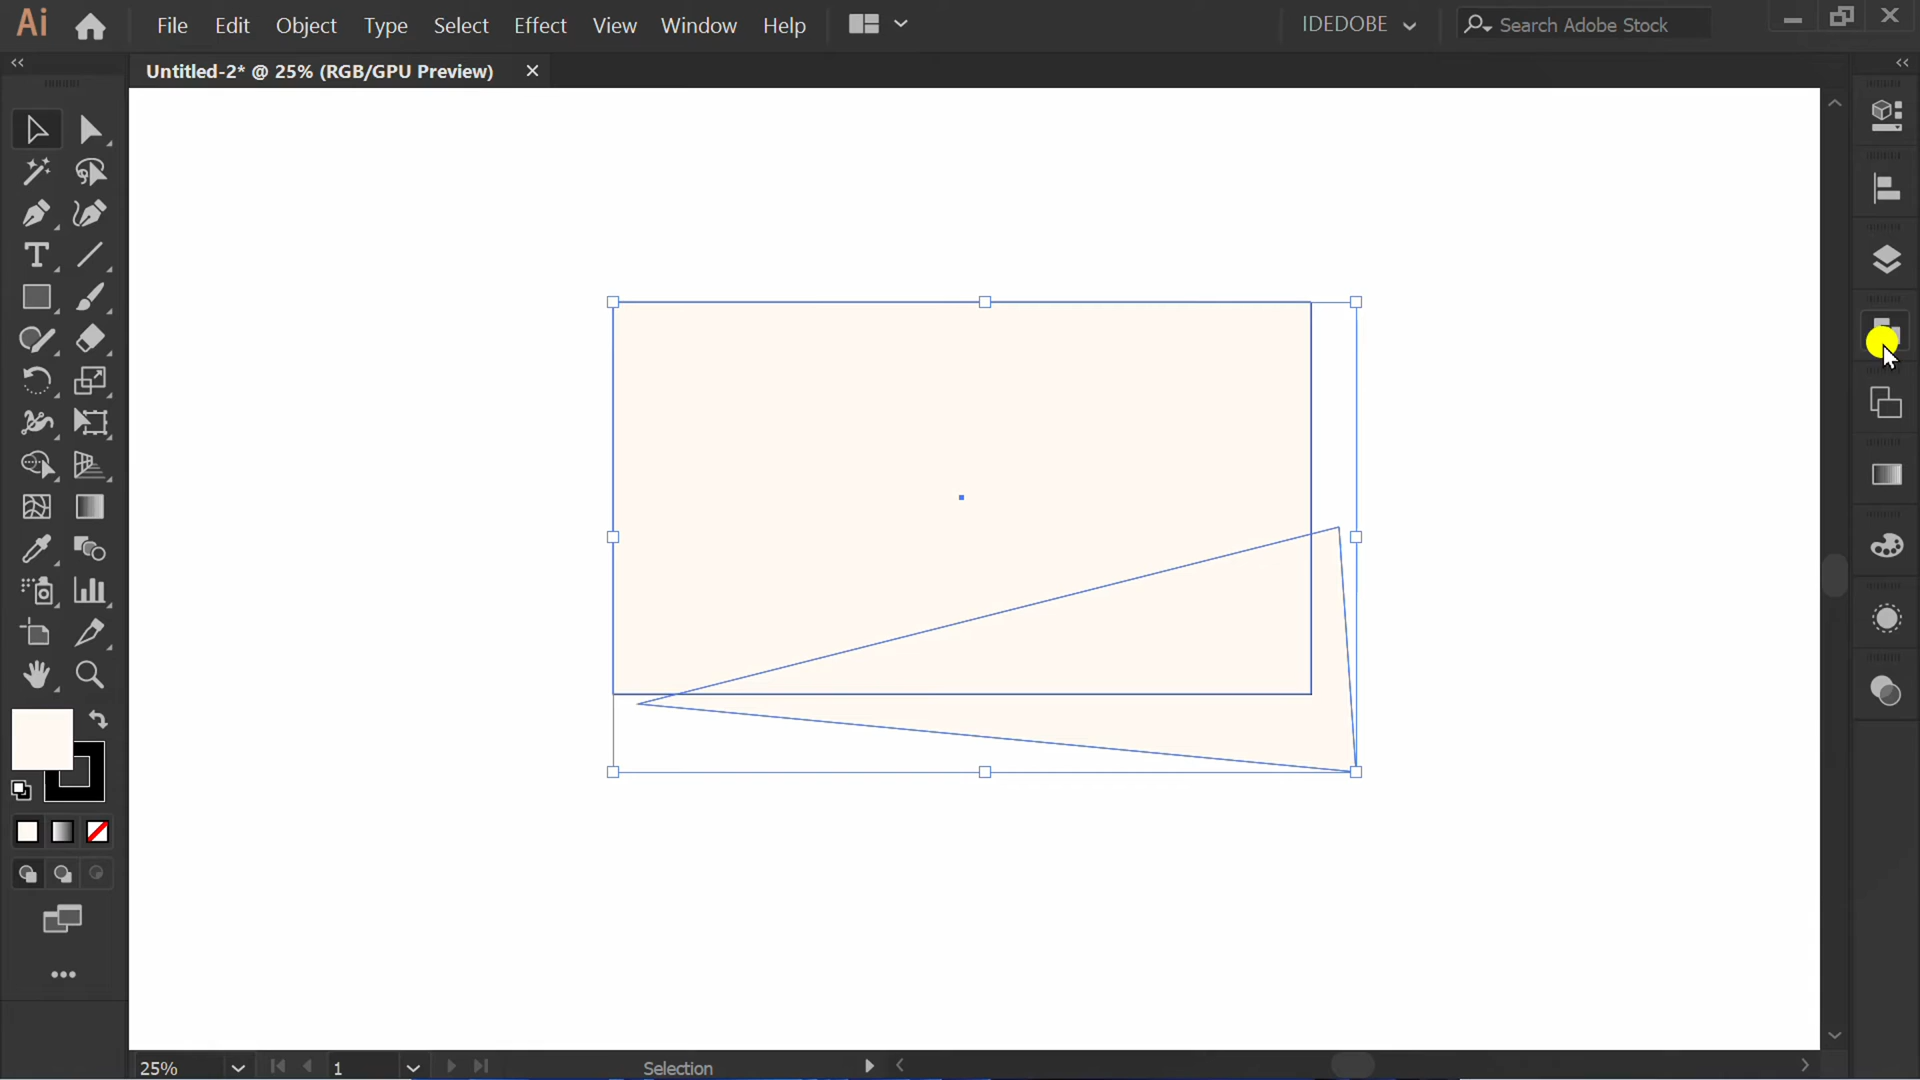 Ai File Edit Object Type Select Effect View Window Help IDEDOBE Search Adobe Stock
Untitled-2* @ 25% (RGB/GPU Preview)
25% 1 Selection